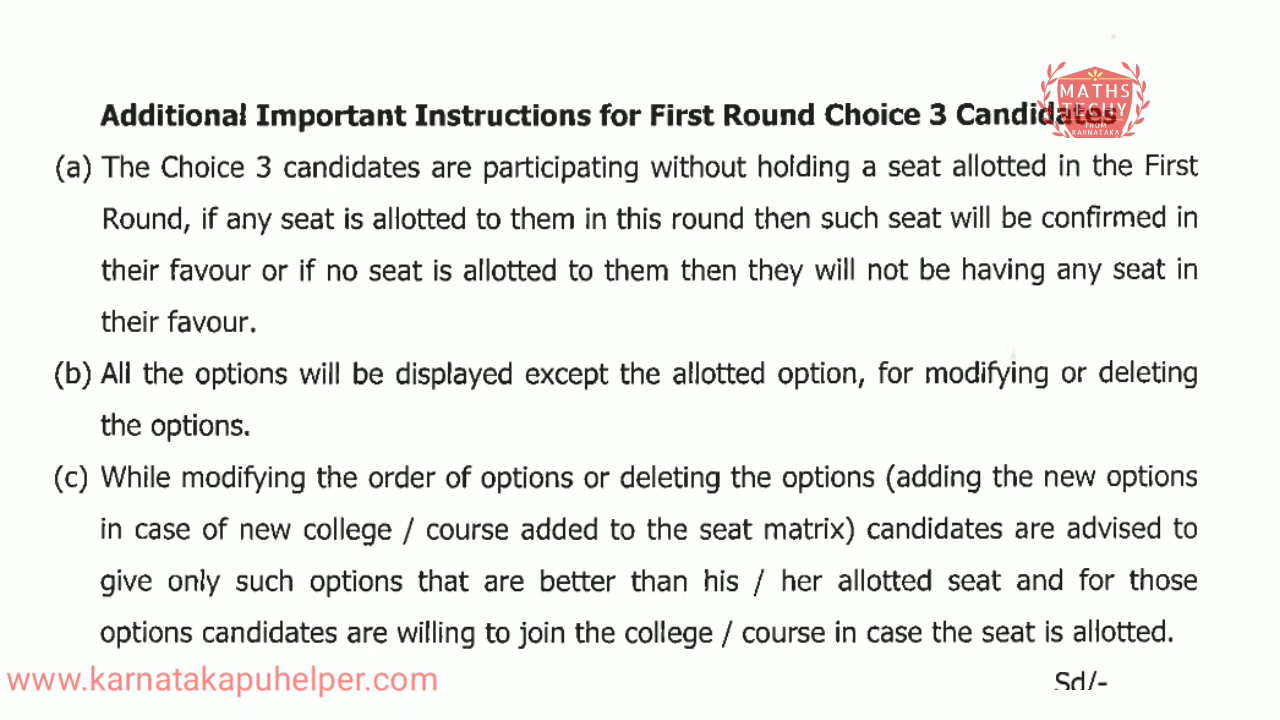 Additional Important Instructions for First Round Choice 3 Candidates
MATHS
TECHY
FROM
KARNATAKA
(a) The Choice 3 candidates are participating without holding a seat allotted in the First
Round, if any seat is allotted to them in this round then such seat will be confirmed in
their favour or if no seat is allotted to them then they will not be having any seat in
their favour.
(b) All the options will be displayed except the allotted option, for modifying or deleting
the options.
(c) While modifying the order of options or deleting the options (adding the new options
in case of new college / course added to the seat matrix) candidates are advised to
give only such options that are better than his / her allotted seat and for those
options candidates are willing to join the college / course in case the seat is allotted.
www.karnatakapuhelper.com
Sd/-